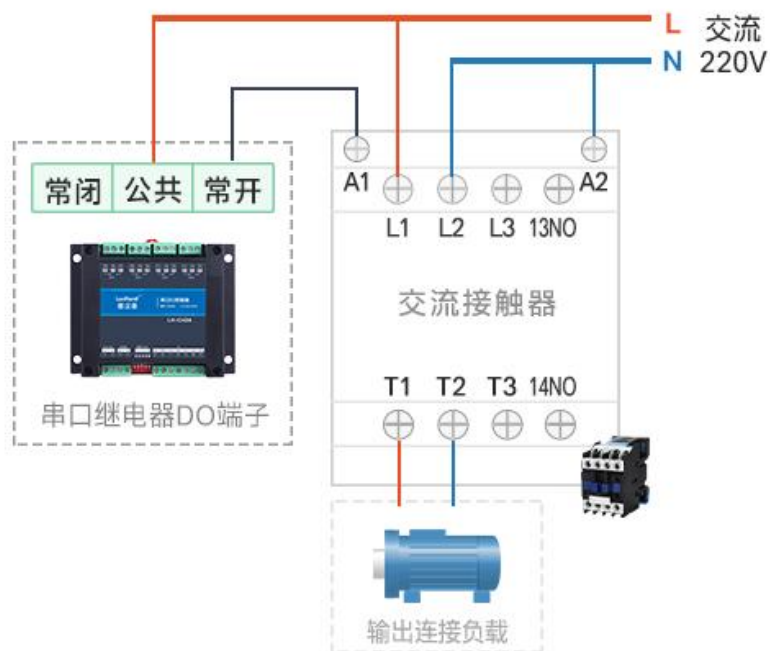 L 交流
N 220V
常闭 公共 常开
A1 A2
L1 L2 L3 13NO
交流接触器
串口继电器DO端子
T1 T2 T3 14NO
输出连接负载